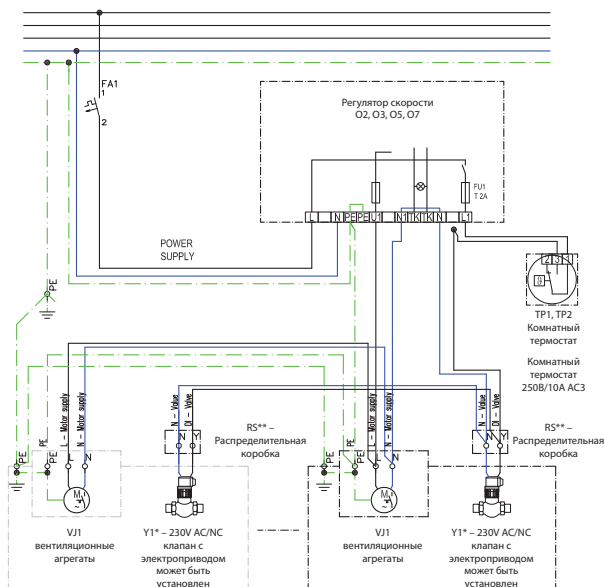 FA1
1
2
Регулятор скорости
O2, O3, O5, O7
FU1
T 2A
L N PE PE U1 N1 TK TK N L1
POWER
SUPPLY
PE
2 3 4
TP1, TP2
Комнатный
термостат
Комнатный
термостат
250В/10А АС3
L – Motor supply
N – Motor supply
N – Valve
DI – Valve
L – Motor supply
N – Motor supply
N – Valve
DI – Valve
RS** –
Распределительная
коробка
RS** –
Распределительная
коробка
PE
PE
PE
L
N
N
Y
PE
PE
L
N
N
Y
M
~
M
~
VJ1
вентиляционные
агрегаты
Y1* – 230V AC/NC
клапан с
электроприводом
может быть
установлен
VJ1
вентиляционные
агрегаты
Y1* – 230V AC/NC
клапан с
электроприводом
может быть
установлен